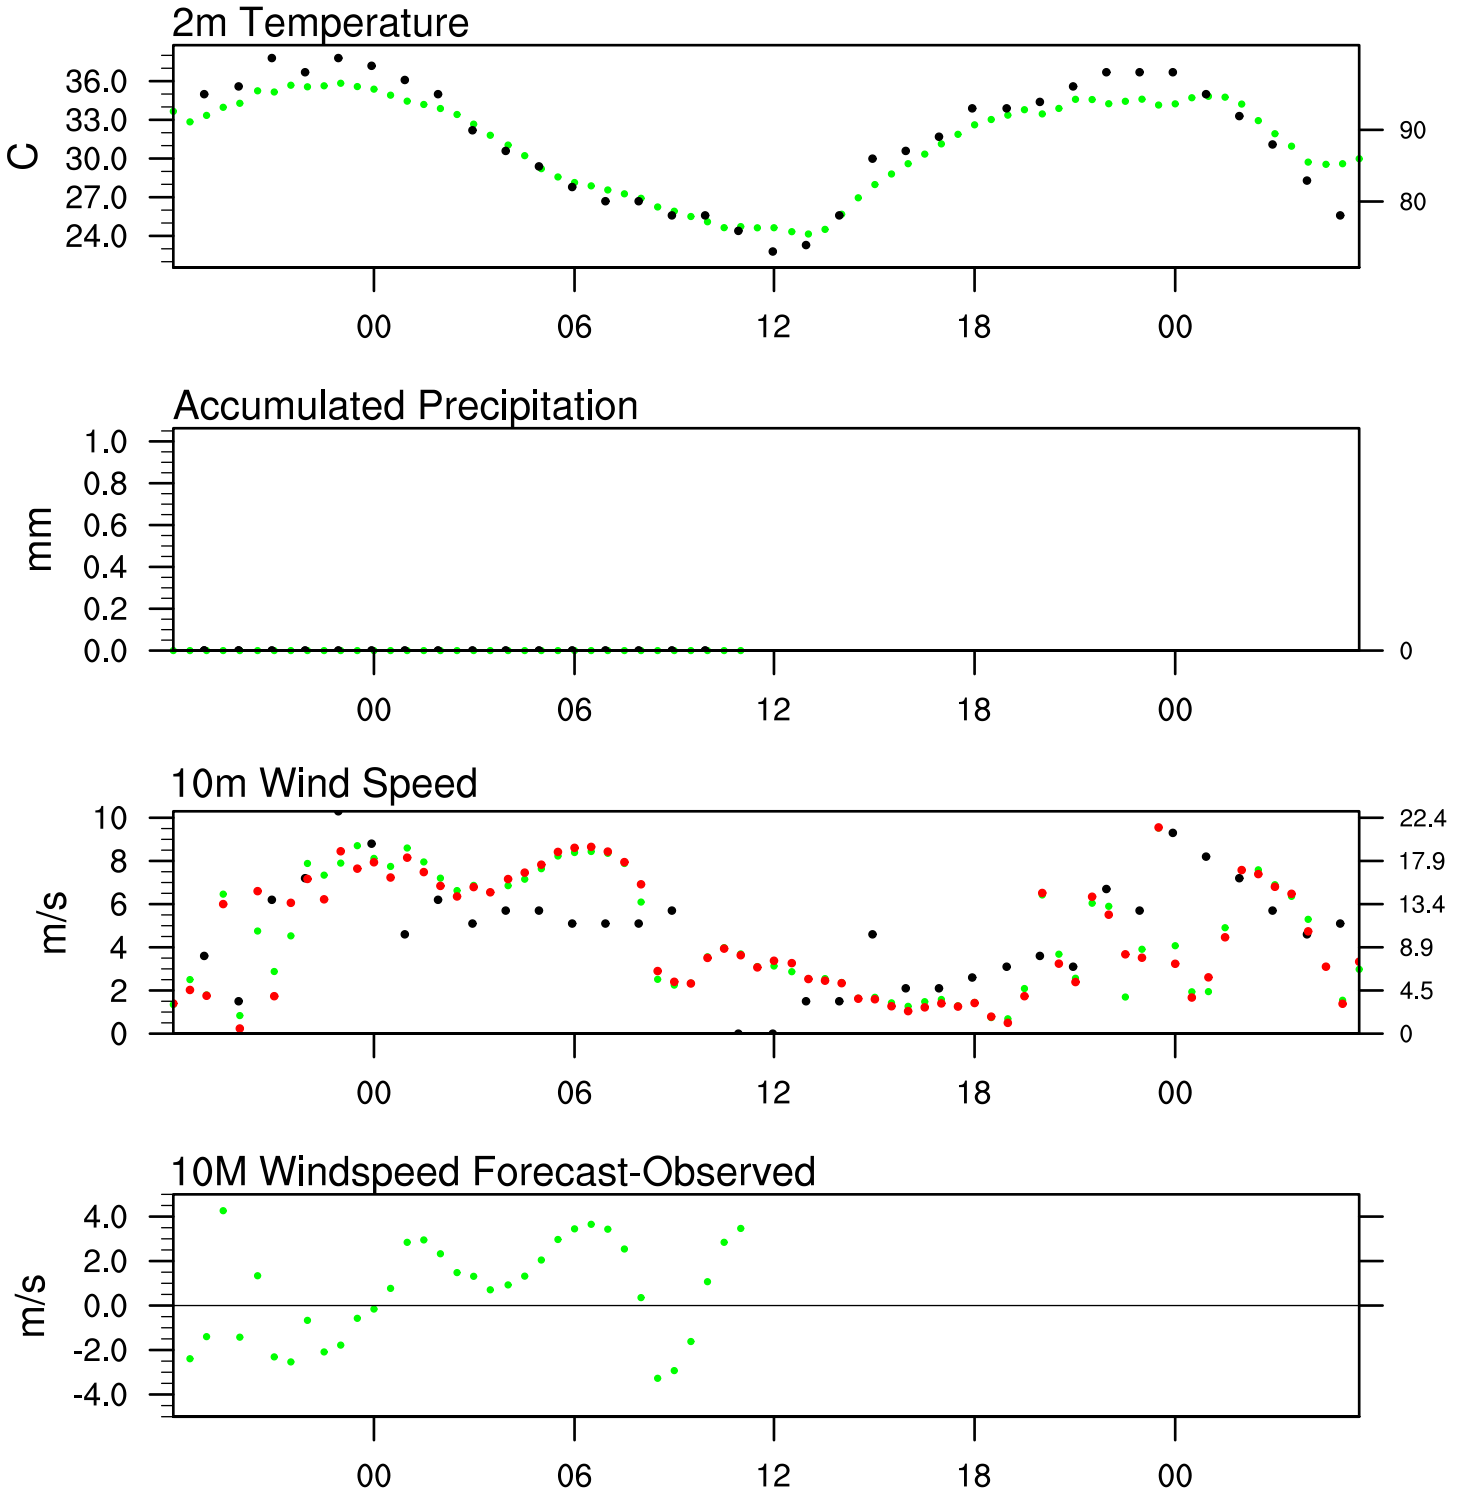 2m Temperature
C
36.0
33.0
30.0
27.0
24.0
90
80
00 06 12 18 00
Accumulated Precipitation
mm
1.0
0.8
0.6
0.4
0.2
0.0
0
00 06 12 18 00
10m Wind Speed
m/s
10
8
6
4
2
0
22.4
17.9
13.4
8.9
4.5
0
00 06 12 18 00
10M Windspeed Forecast-Observed
m/s
4.0
2.0
0.0
-2.0
-4.0
00 06 12 18 00